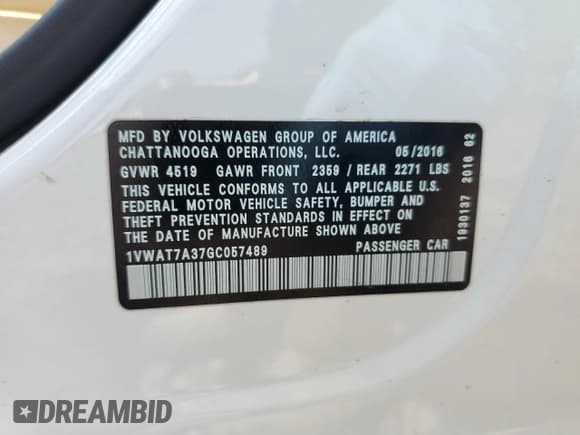 MFD BY VOLKSWAGEN GROUP OF AMERICA
CHATTANOOGA OPERATIONS, LLC. 05/2016
GVWR 4519 GAWR FRONT 2359 / REAR 2271 LBS
THIS VEHICLE CONFORMS TO ALL APPLICABLE U.S.
FEDERAL MOTOR VEHICLE SAFETY, BUMPER AND
THEFT PREVENTION STANDARDS IN EFFECT ON
THE DATE OF MANUFACTURE SHOWN ABOVE
1VWAT7A37GC057489 PASSENGER CAR
1930137 2016 62
DREAMBID